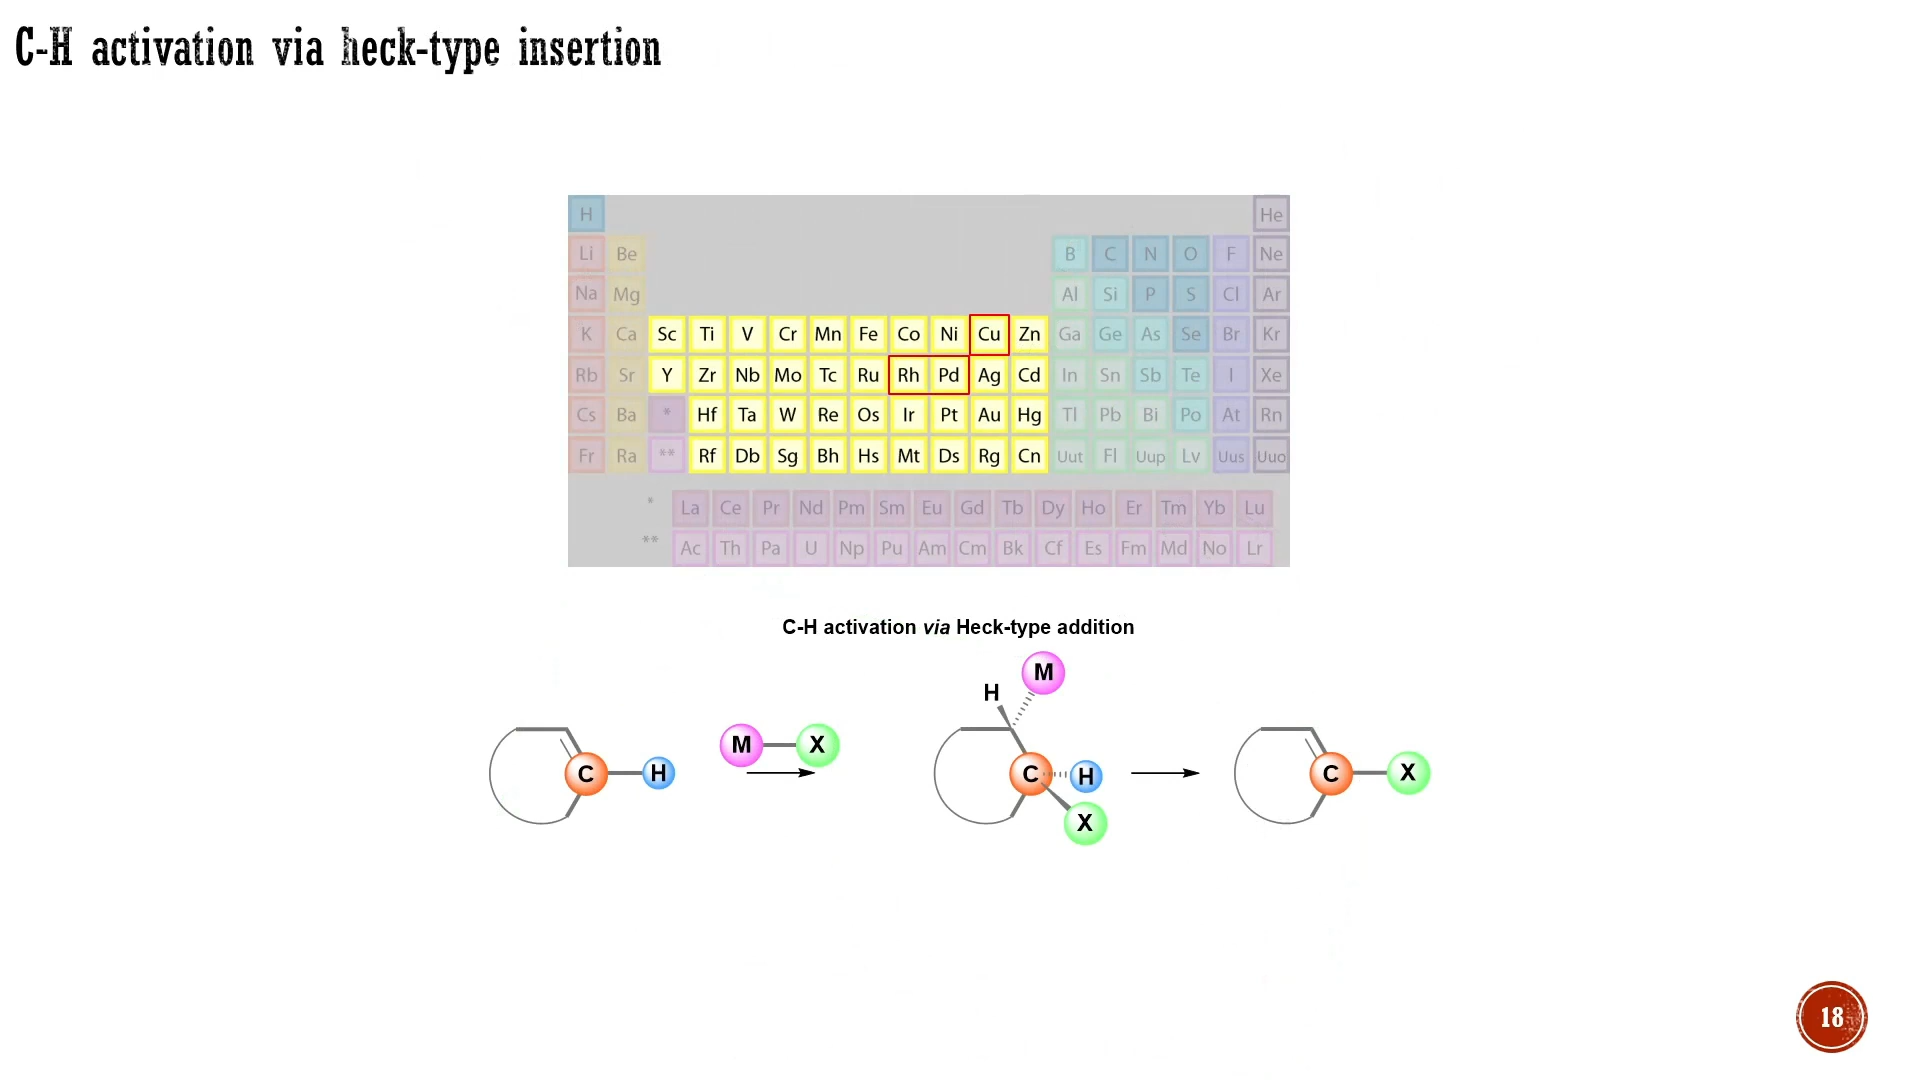 C-H activation via heck-type insertion
H He
Li Be B C N O F Ne
Na Mg Al Si P S Cl Ar
K Ca Sc Ti V Cr Mn Fe Co Ni Cu Zn Ga Ge As Se Br Kr
Rb Sr Y Zr Nb Mo Tc Ru Rh Pd Ag Cd In Sn Sb Te I Xe
Cs Ba * Hf Ta W Re Os Ir Pt Au Hg Tl Pb Bi Po At Rn
Fr Ra ** Rf Db Sg Bh Hs Mt Ds Rg Cn Uut Fl Uup Lv Uus Uuo
* La Ce Pr Nd Pm Sm Eu Gd Tb Dy Ho Er Tm Yb Lu
** Ac Th Pa U Np Pu Am Cm Bk Cf Es Fm Md No Lr
C-H activation via Heck-type addition
M
H
M X
C H C H C X
X
18